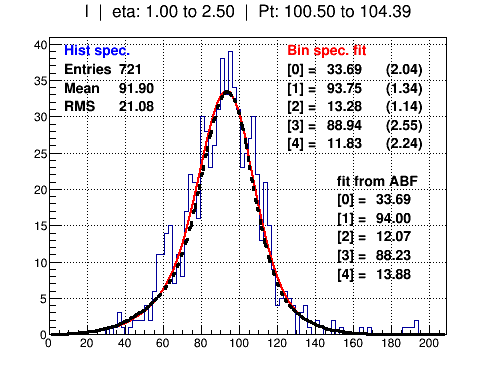 I | eta: 1.00 to 2.50 | Pt: 100.50 to 104.39
Hist spec.
Entries 721
Mean 91.90
RMS 21.08
Bin spec. fit
[0] = 33.69 (2.04)
[1] = 93.75 (1.34)
[2] = 13.28 (1.14)
[3] = 88.94 (2.55)
[4] = 11.83 (2.24)
fit from ABF
[0] = 33.69
[1] = 94.00
[2] = 12.07
[3] = 88.23
[4] = 13.88
40
35
30
25
20
15
10
5
0
0 20 40 60 80 100 120 140 160 180 200